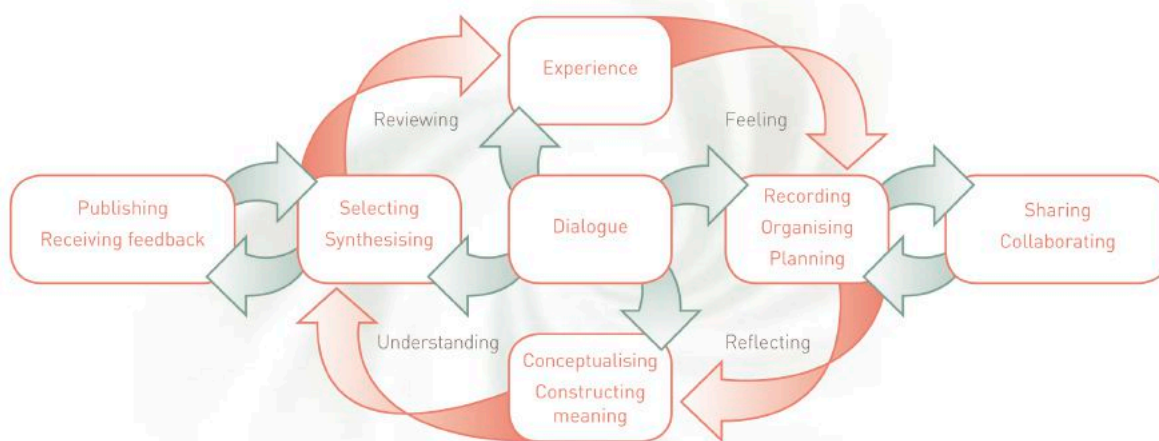 Experience
Reviewing
Feeling
Publishing
Receiving feedback
Selecting
Synthesising
Dialogue
Recording
Organising
Planning
Sharing
Collaborating
Understanding
Reflecting
Conceptualising
Constructing
meaning